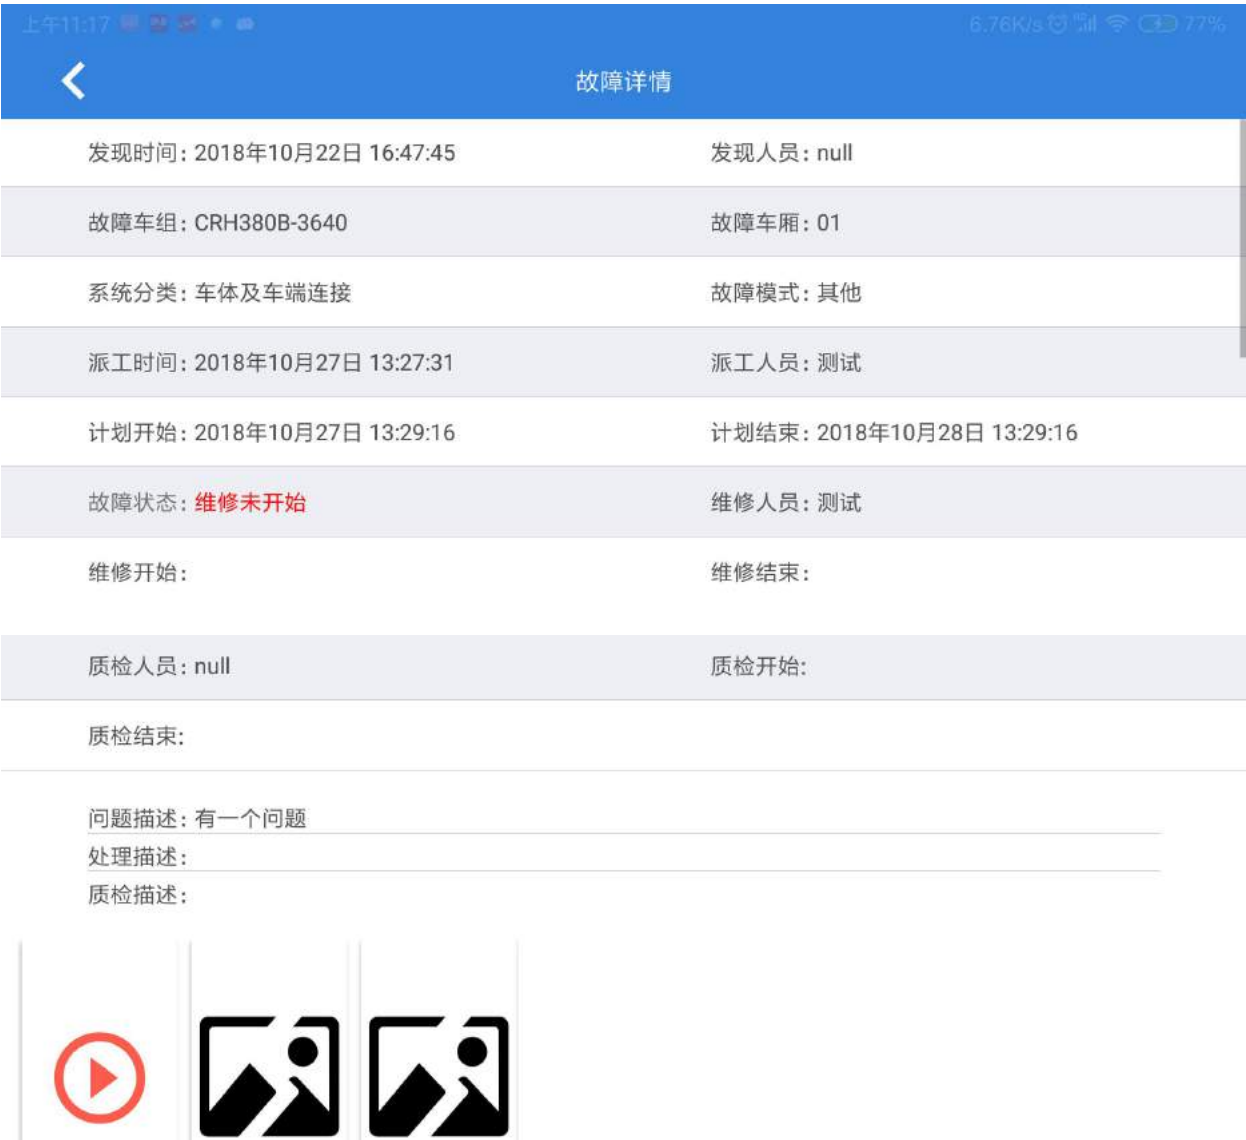 上午11:17 6.76K/s 77%
故障详情
发现时间: 2018年10月22日 16:47:45 发现人员: null
故障车组: CRH380B-3640 故障车厢: 01
系统分类: 车体及车端连接 故障模式: 其他
派工时间: 2018年10月27日 13:27:31 派工人员: 测试
计划开始: 2018年10月27日 13:29:16 计划结束: 2018年10月28日 13:29:16
故障状态: 维修未开始 维修人员: 测试
维修开始: 维修结束:
质检人员: null 质检开始:
质检结束:
问题描述: 有一个问题
处理描述:
质检描述: